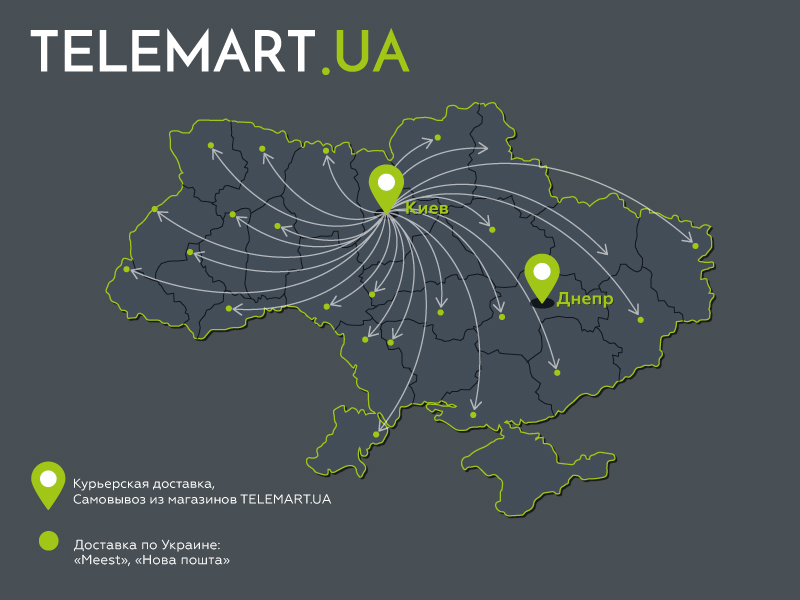 TELEMART.UA
Киев
Днепр
Курьерская доставка,
Самовывоз из магазинов TELEMART.UA
Доставка по Украине:
«Meest», «Нова пошта»